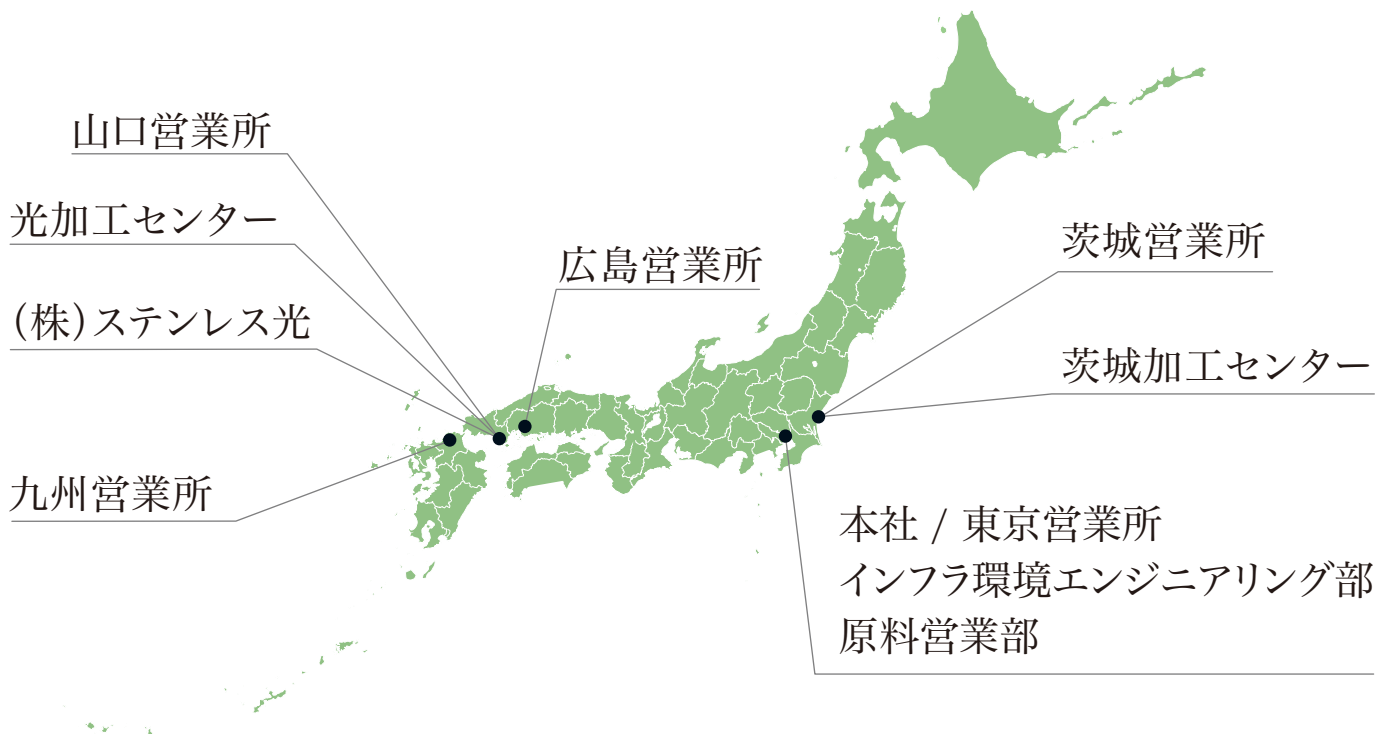 山口営業所
光加工センター
(株)ステンレス光
広島営業所
九州営業所
茨城営業所
茨城加工センター
本社 / 東京営業所
インフラ環境エンジニアリング部
原料営業部